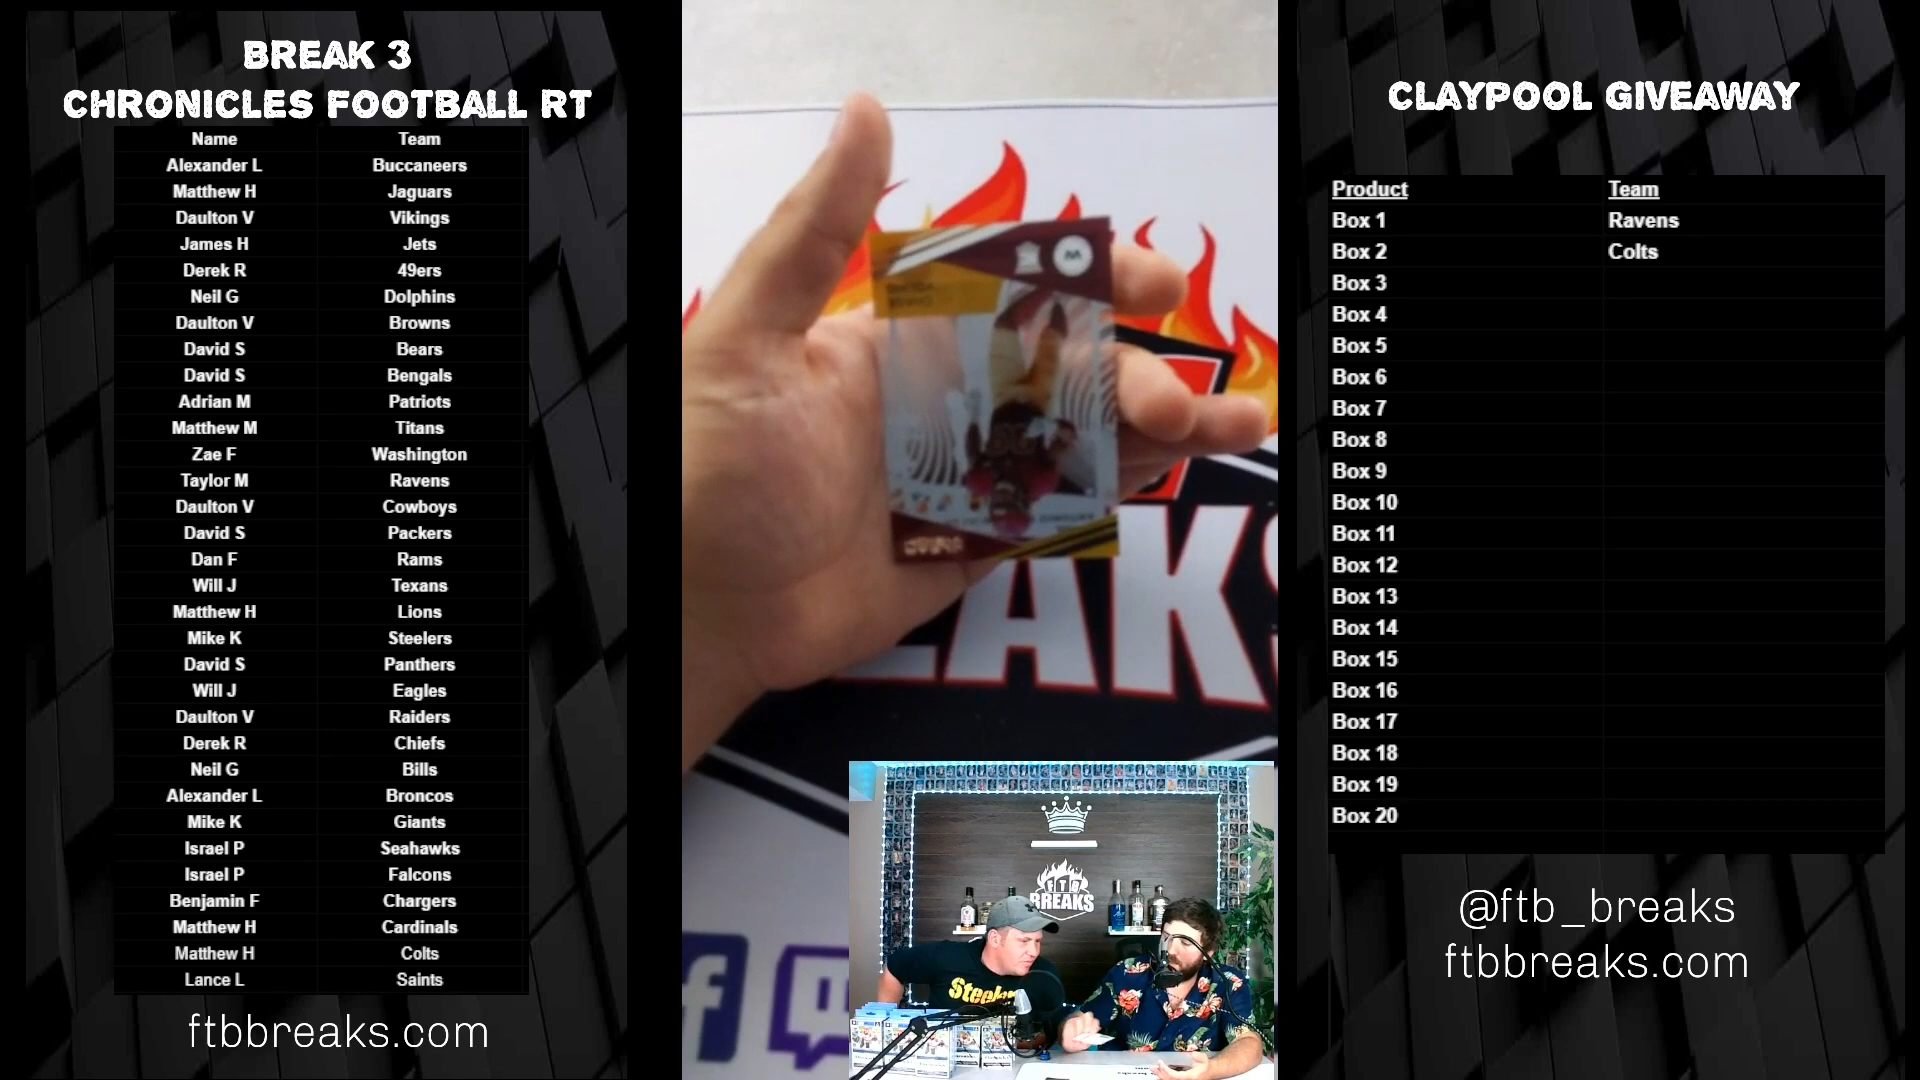 BREAK 3
CHRONICLES FOOTBALL RT
Name Team
Alexander L Buccaneers
Matthew H Jaguars
Daulton V Vikings
James H Jets
Derek R 49ers
Neil G Dolphins
Daulton V Browns
David S Bears
David S Bengals
Adrian M Patriots
Matthew M Titans
Zae F Washington
Taylor M Ravens
Daulton V Cowboys
David S Packers
Dan F Rams
Will J Texans
Matthew H Lions
Mike K Steelers
David S Panthers
Will J Eagles
Daulton V Raiders
Derek R Chiefs
Neil G Bills
Alexander L Broncos
Mike K Giants
Israel P Seahawks
Israel P Falcons
Benjamin F Chargers
Matthew H Cardinals
Matthew H Colts
Lance L Saints
ftbbreaks.com
FTB
BREAKS
CLAYPOOL GIVEAWAY
Product Team
Box 1 Ravens
Box 2 Colts
Box 3
Box 4
Box 5
Box 6
Box 7
Box 8
Box 9
Box 10
Box 11
Box 12
Box 13
Box 14
Box 15
Box 16
Box 17
Box 18
Box 19
Box 20
@ftb_breaks
ftbbreaks.com